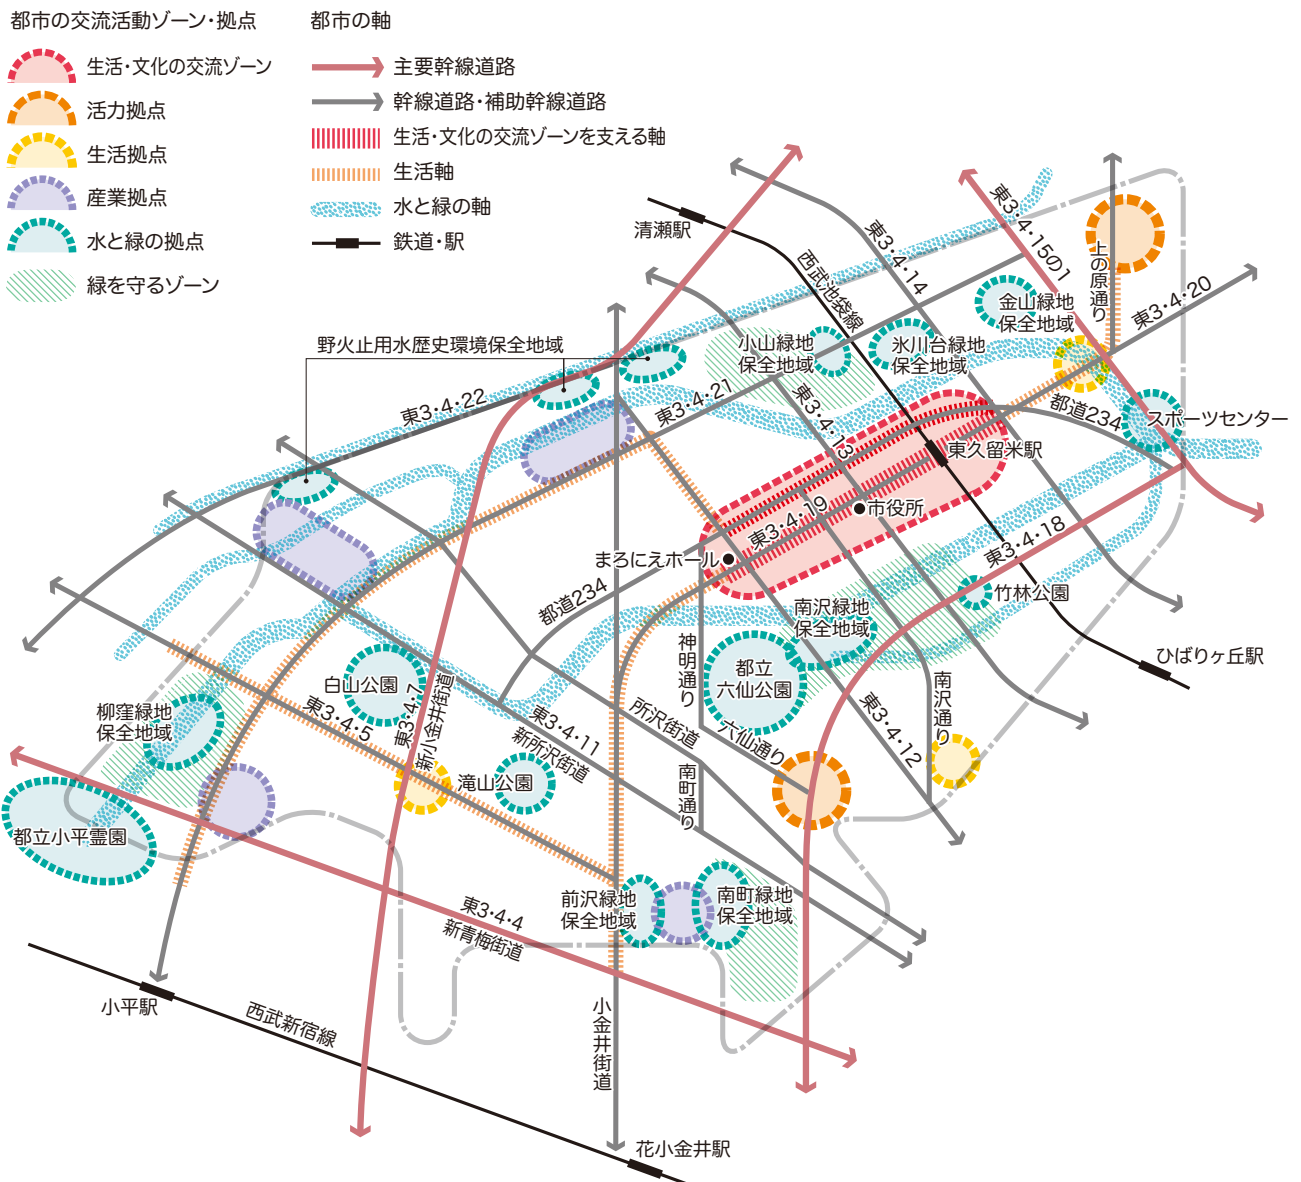 都市の交流活動ゾーン・拠点
生活・文化の交流ゾーン
活力拠点
生活拠点
産業拠点
水と緑の拠点
緑を守るゾーン
都市の軸
主要幹線道路
幹線道路・補助幹線道路
生活・文化の交流ゾーンを支える軸
生活軸
水と緑の軸
鉄道・駅
清瀬駅
西武池袋線
東3・4・14
東3・4・15の1
上の原通り
東3・4・20
金山緑地
保全地域
野火止用水歴史環境保全地域
小山緑地
保全地域
氷川台緑地
保全地域
東3・4・22
東3・4・21
東3・4・13
都道234
スポーツセンター
東久留米駅
市役所
東3・4・19
まろにえホール
東3・4・18
都道234
竹林公園
南沢緑地
保全地域
神明通り
都立
六仙公園
ひばりヶ丘駅
南沢通り
白山公園
東3・4・7
新小金井街道
柳窪緑地
保全地域
東3・4・5
東3・4・11
新所沢街道
所沢街道
六仙通り
東3・4・12
南町通り
滝山公園
都立小平霊園
前沢緑地
保全地域
南町緑地
保全地域
東3・4・4
新青梅街道
小平駅
西武新宿線
小金井街道
花小金井駅